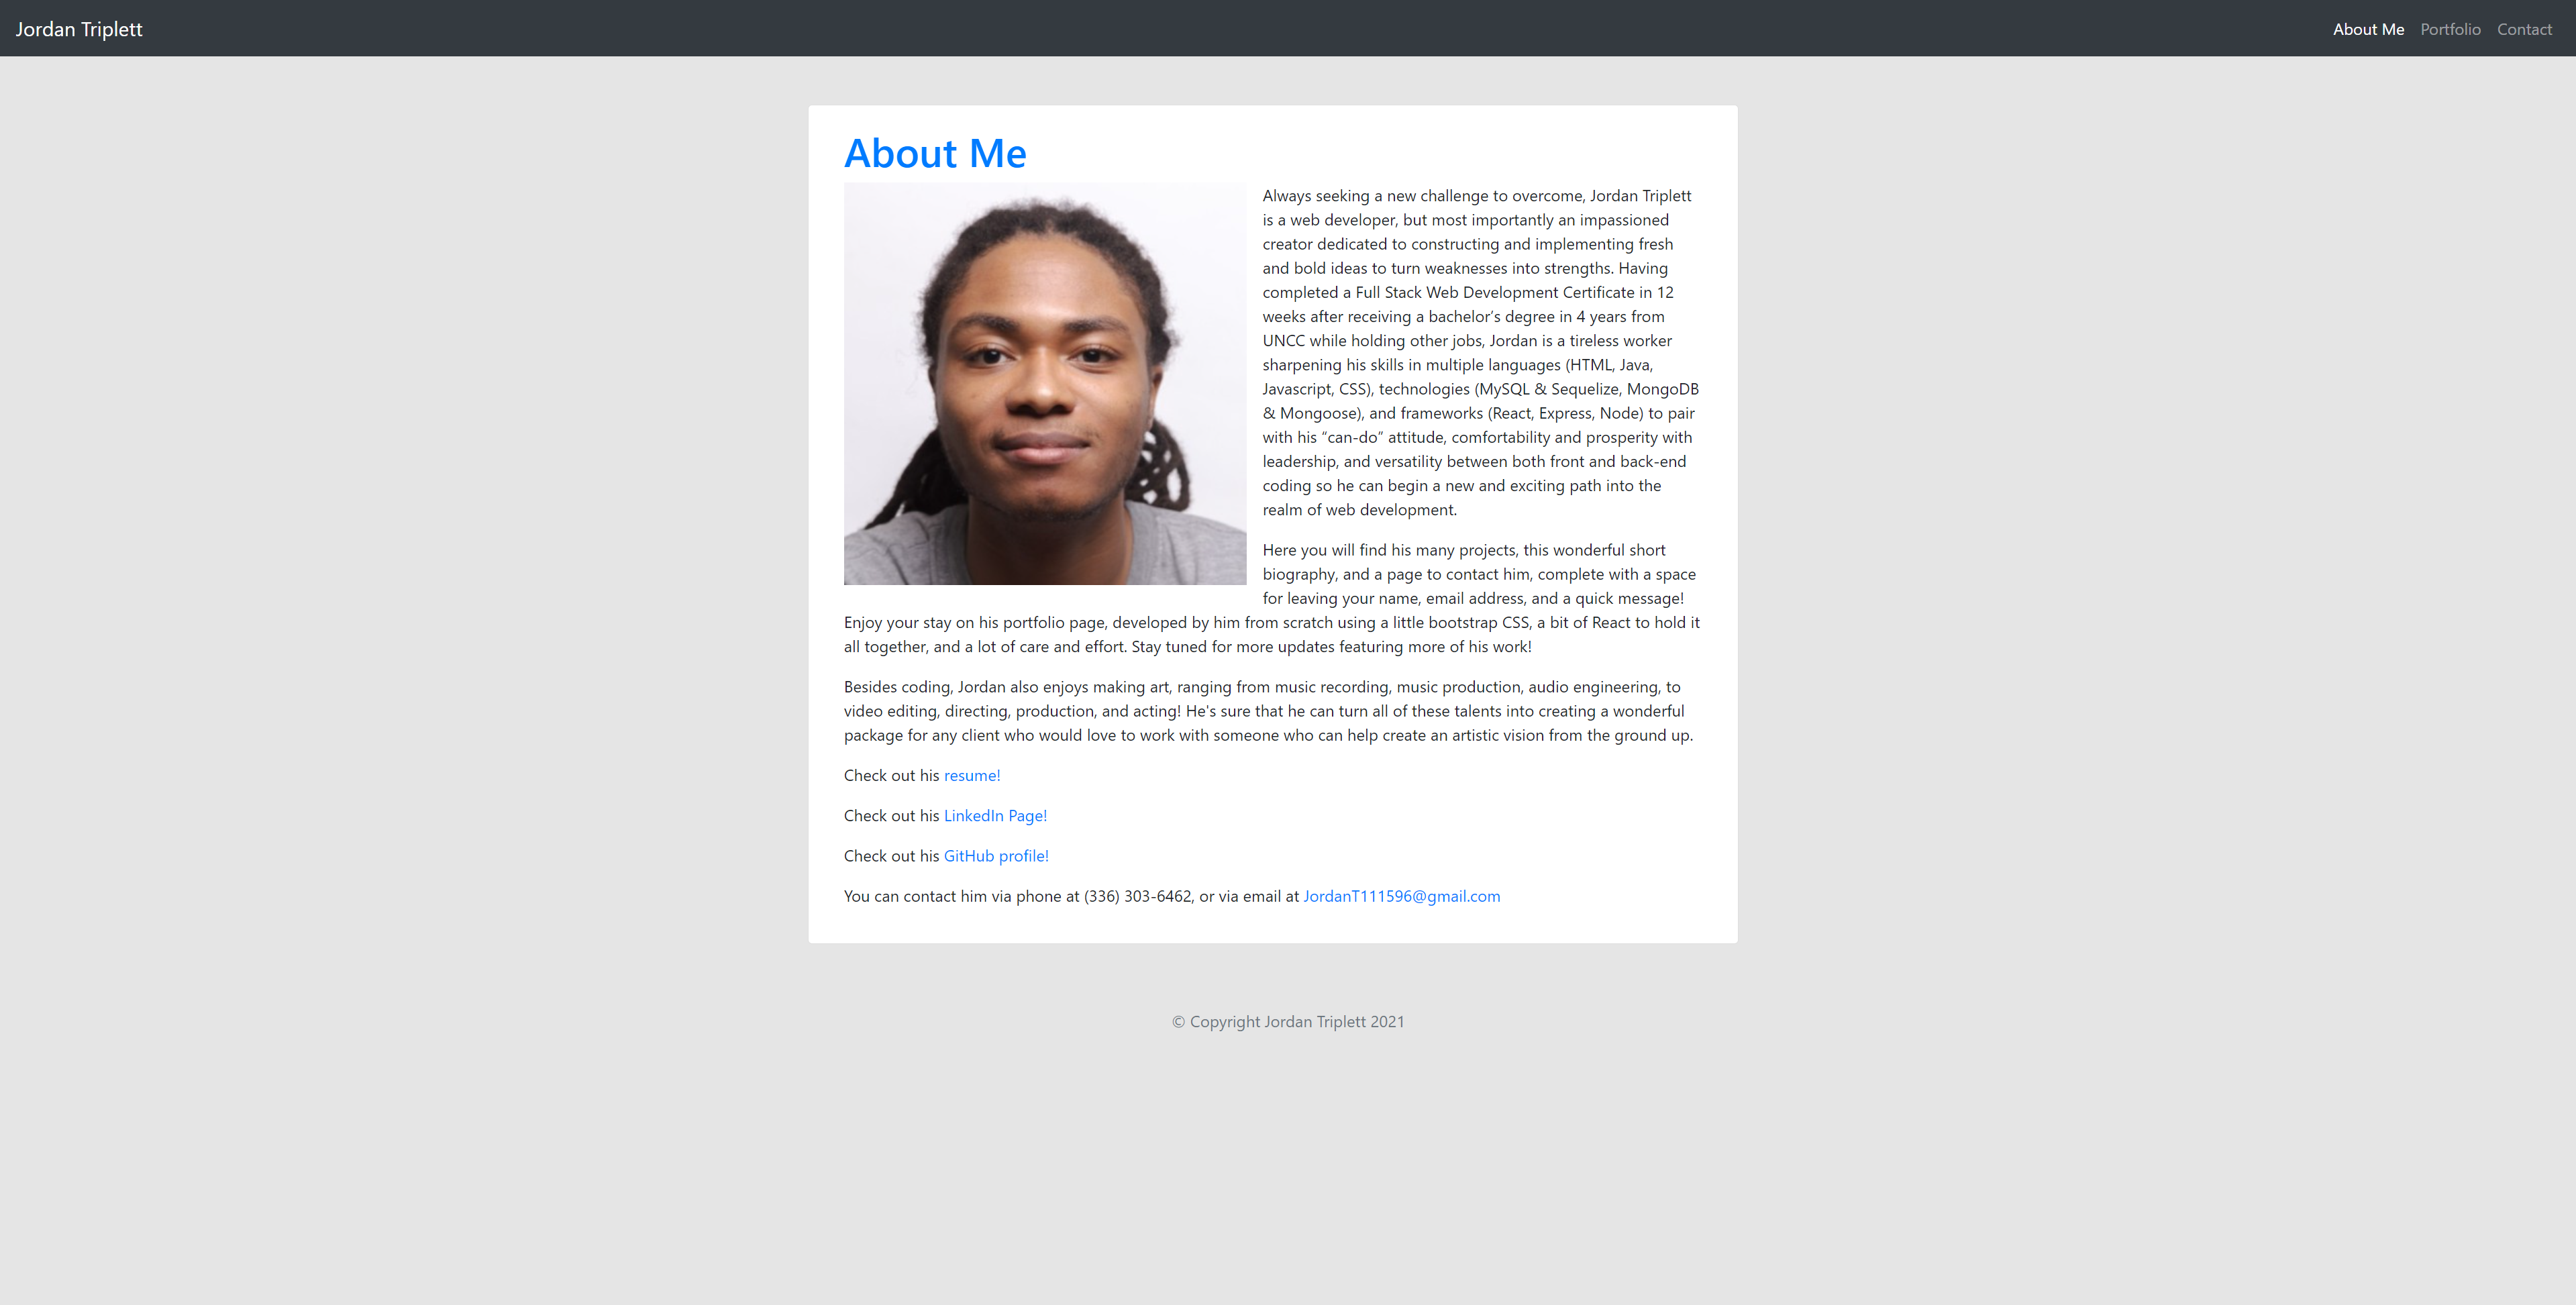 Jordan Triplett
About Me Portfolio Contact
About Me
Always seeking a new challenge to overcome, Jordan Triplett
is a web developer, but most importantly an impassioned
creator dedicated to constructing and implementing fresh
and bold ideas to turn weaknesses into strengths. Having
completed a Full Stack Web Development Certificate in 12
weeks after receiving a bachelor’s degree in 4 years from
UNCC while holding other jobs, Jordan is a tireless worker
sharpening his skills in multiple languages (HTML, Java,
Javascript, CSS), technologies (MySQL & Sequelize, MongoDB
& Mongoose), and frameworks (React, Express, Node) to pair
with his “can-do” attitude, comfortability and prosperity with
leadership, and versatility between both front and back-end
coding so he can begin a new and exciting path into the
realm of web development.
Here you will find his many projects, this wonderful short
biography, and a page to contact him, complete with a space
for leaving your name, email address, and a quick message!
Enjoy your stay on his portfolio page, developed by him from scratch using a little bootstrap CSS, a bit of React to hold it
all together, and a lot of care and effort. Stay tuned for more updates featuring more of his work!
Besides coding, Jordan also enjoys making art, ranging from music recording, music production, audio engineering, to
video editing, directing, production, and acting! He's sure that he can turn all of these talents into creating a wonderful
package for any client who would love to work with someone who can help create an artistic vision from the ground up.
Check out his resume!
Check out his LinkedIn Page!
Check out his GitHub profile!
You can contact him via phone at (336) 303-6462, or via email at JordanT111596@gmail.com
© Copyright Jordan Triplett 2021